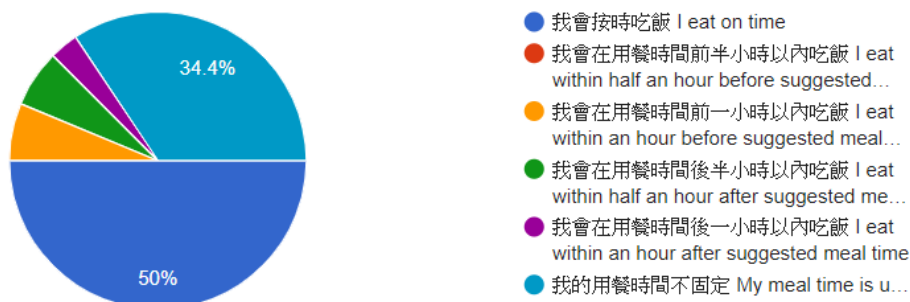 34.4%
50%
我會按時吃飯 I eat on time
我會在用餐時間前半小時以內吃飯 I eat
within half an hour before suggested…
我會在用餐時間前一小時以內吃飯 I eat
within an hour before suggested meal…
我會在用餐時間後半小時以內吃飯 I eat
within half an hour after suggested me…
我會在用餐時間後一小時以內吃飯 I eat
within an hour after suggested meal time
我的用餐時間不固定 My meal time is u…